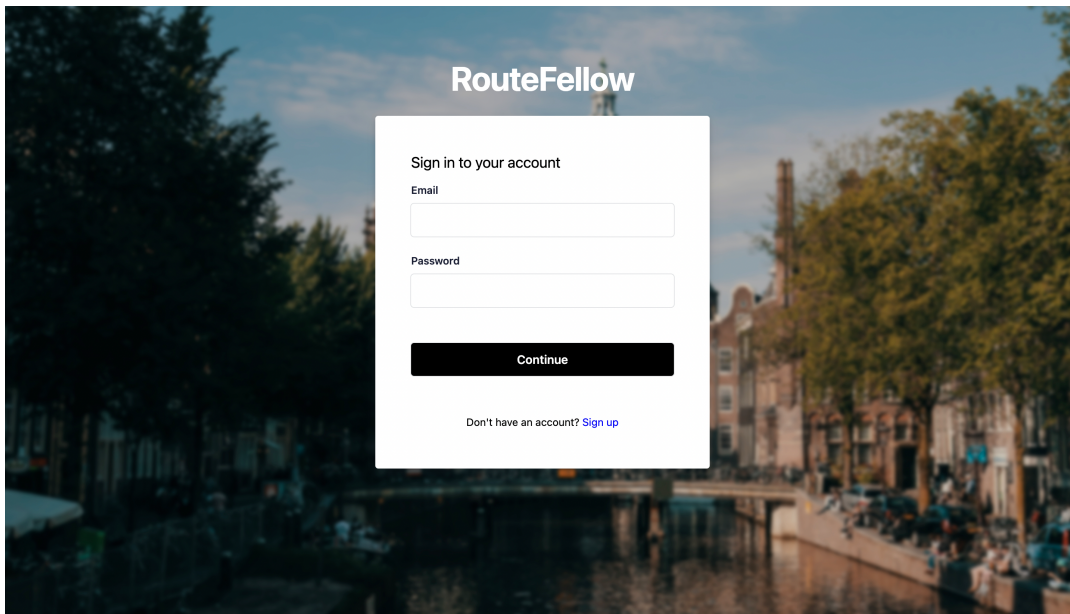 RouteFellow
Sign in to your account
Email
Password
Continue
Don't have an account? Sign up